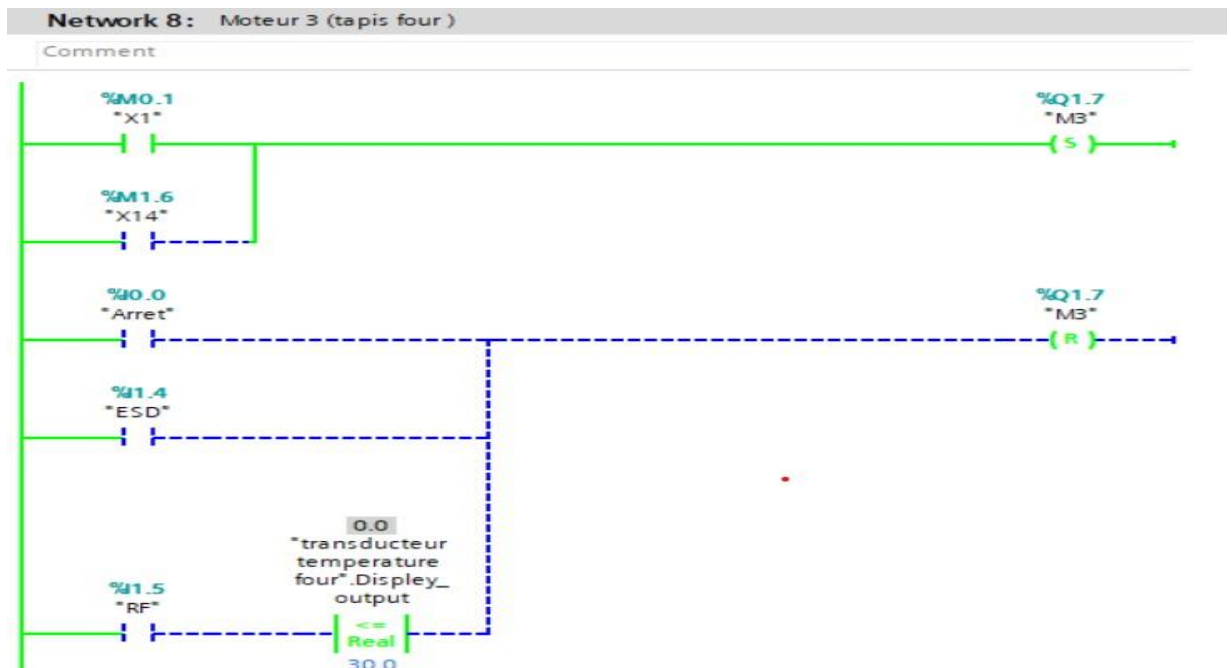 Network 8: Moteur 3 (tapis four )
Comment
%M0.1
"X1"
%Q1.7
"M3"
S
%M1.6
"X14"
%I0.0
"Arret"
%Q1.7
"M3"
R
%I1.4
"ESD"
0.0
"transducteur
temperature
four".Displey_
output
%I1.5
"RF"
<=
Real
30.0